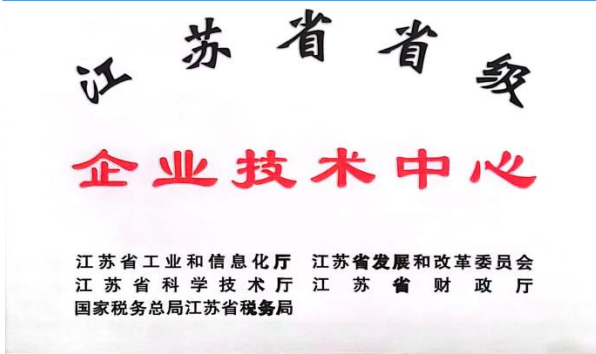 江苏省省级
企业技术中心
江苏省工业和信息化厅 江苏省发展和改革委员会
江苏省科学技术厅 江苏省财政厅
国家税务总局江苏省税务局